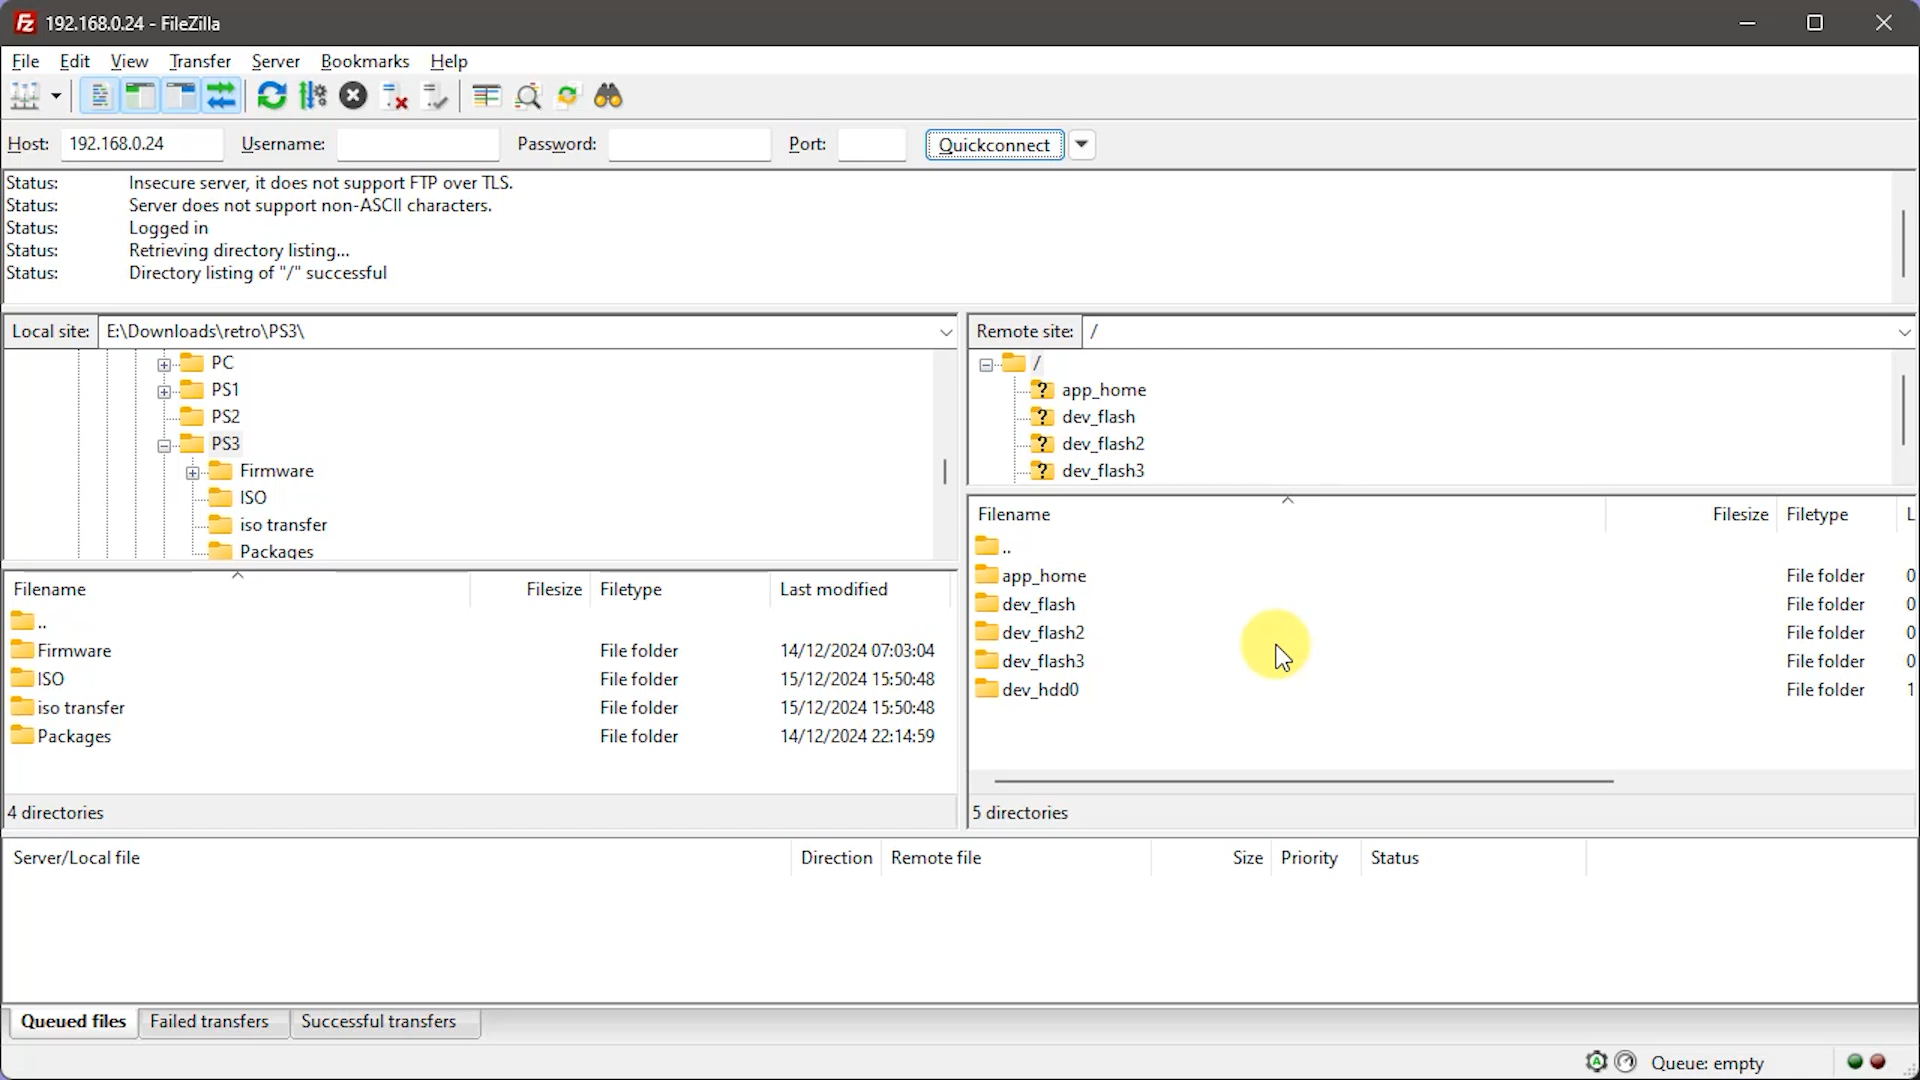 192.168.0.24 - FileZilla
File Edit View Transfer Server Bookmarks Help
Host: 192.168.0.24 Username: Password: Port: Quickconnect
Status: Insecure server, it does not support FTP over TLS.
Status: Server does not support non-ASCII characters.
Status: Logged in
Status: Retrieving directory listing...
Status: Directory listing of "/" successful
Local site: E:\Downloads\retro\PS3\
PC
PS1
PS2
PS3
Firmware
ISO
iso transfer
Packages
Filename Filesize Filetype Last modified
..
Firmware File folder 14/12/2024 07:03:04
ISO File folder 15/12/2024 15:50:48
iso transfer File folder 15/12/2024 15:50:48
Packages File folder 14/12/2024 22:14:59
4 directories
Remote site: /
/
? app_home
? dev_flash
? dev_flash2
? dev_flash3
Filename Filesize Filetype L
..
app_home File folder 0
dev_flash File folder 0
dev_flash2 File folder 0
dev_flash3 File folder 0
dev_hdd0 File folder 1
5 directories
Server/Local file Direction Remote file Size Priority Status
Queued files Failed transfers Successful transfers
Queue: empty